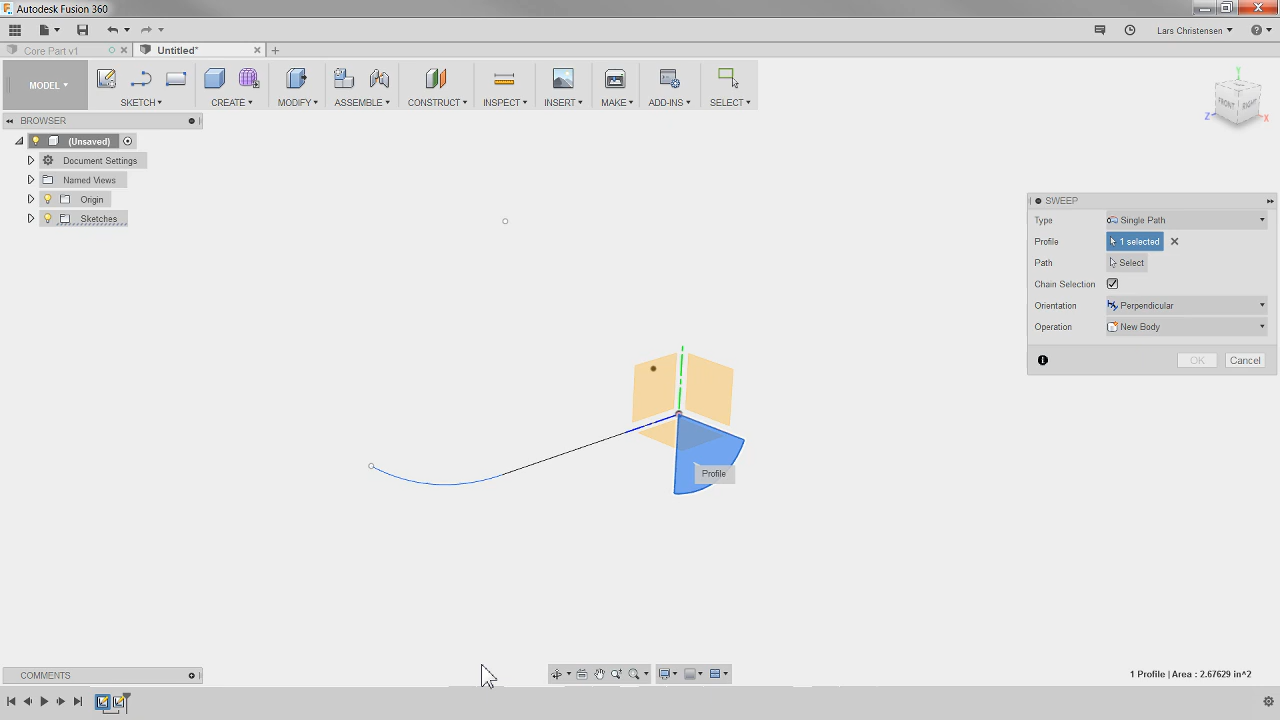 Autodesk Fusion 360
Lars Christensen
Core Part v1
Untitled*
MODEL
SKETCH
CREATE
MODIFY
ASSEMBLE
CONSTRUCT
INSPECT
INSERT
MAKE
ADD-INS
SELECT
BROWSER
(Unsaved)
Document Settings
Named Views
Origin
Sketches
Y
FRONT
RIGHT
Z
X
SWEEP
Type Single Path
Profile 1 selected
Path Select
Chain Selection
Orientation Perpendicular
Operation New Body
OK Cancel
Profile
COMMENTS
1 Profile | Area : 2.67629 in^2